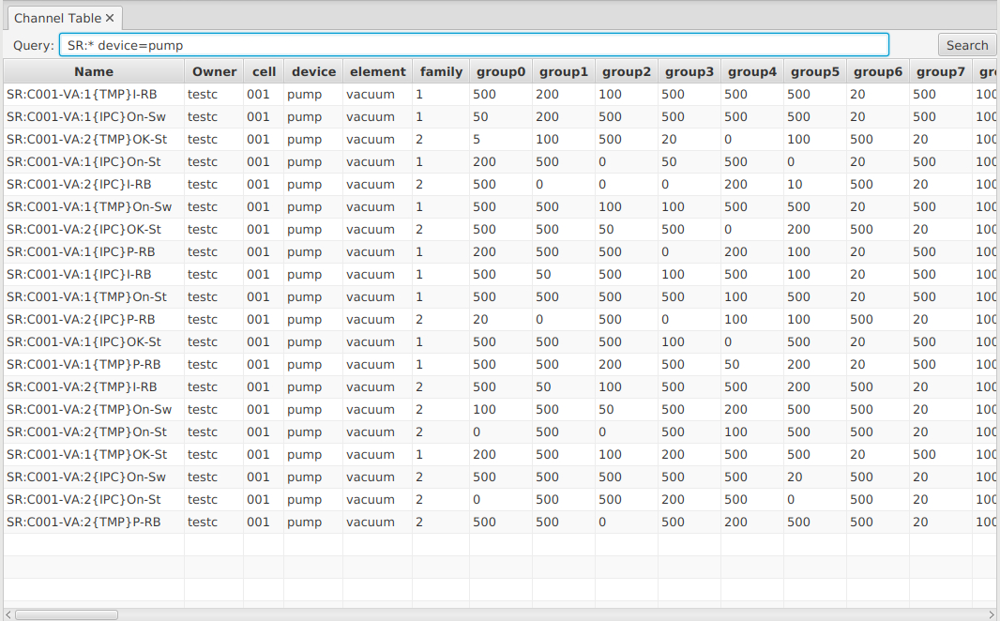 Channel Table ✕
Query: SR:* device=pump Search
Name Owner cell device element family group0 group1 group2 group3 group4 group5 group6 group7 gr
SR:C001-VA:1{TMP}I-RB testc 001 pump vacuum 1 500 200 100 500 500 500 20 500 100
SR:C001-VA:1{IPC}On-Sw testc 001 pump vacuum 1 50 200 500 500 500 500 20 500 100
SR:C001-VA:2{TMP}OK-St testc 001 pump vacuum 2 5 100 500 20 0 100 500 20 100
SR:C001-VA:1{IPC}On-St testc 001 pump vacuum 1 200 500 0 50 500 0 20 500 100
SR:C001-VA:2{IPC}I-RB testc 001 pump vacuum 2 500 0 0 0 200 10 500 20 100
SR:C001-VA:1{TMP}On-Sw testc 001 pump vacuum 1 500 500 100 100 500 500 20 500 100
SR:C001-VA:2{IPC}OK-St testc 001 pump vacuum 2 500 500 50 500 0 200 500 20 100
SR:C001-VA:1{IPC}P-RB testc 001 pump vacuum 1 200 500 500 0 200 100 20 500 100
SR:C001-VA:1{IPC}I-RB testc 001 pump vacuum 1 500 50 500 100 500 100 20 500 100
SR:C001-VA:1{TMP}On-St testc 001 pump vacuum 1 500 500 500 500 100 500 20 500 100
SR:C001-VA:2{IPC}P-RB testc 001 pump vacuum 2 20 0 500 0 100 100 500 20 100
SR:C001-VA:1{IPC}OK-St testc 001 pump vacuum 1 500 500 500 100 0 500 20 500 100
SR:C001-VA:1{TMP}P-RB testc 001 pump vacuum 1 500 500 200 500 50 200 20 500 100
SR:C001-VA:2{TMP}I-RB testc 001 pump vacuum 2 500 50 100 500 500 200 500 20 100
SR:C001-VA:2{TMP}On-Sw testc 001 pump vacuum 2 100 500 50 500 200 500 500 20 100
SR:C001-VA:2{TMP}On-St testc 001 pump vacuum 2 0 500 0 500 100 500 500 20 100
SR:C001-VA:1{TMP}OK-St testc 001 pump vacuum 1 200 500 100 200 500 500 20 500 100
SR:C001-VA:2{IPC}On-Sw testc 001 pump vacuum 2 500 500 500 500 500 20 500 20 100
SR:C001-VA:2{IPC}On-St testc 001 pump vacuum 2 0 500 500 200 500 0 500 20 100
SR:C001-VA:2{TMP}P-RB testc 001 pump vacuum 2 500 500 0 500 200 500 500 20 100